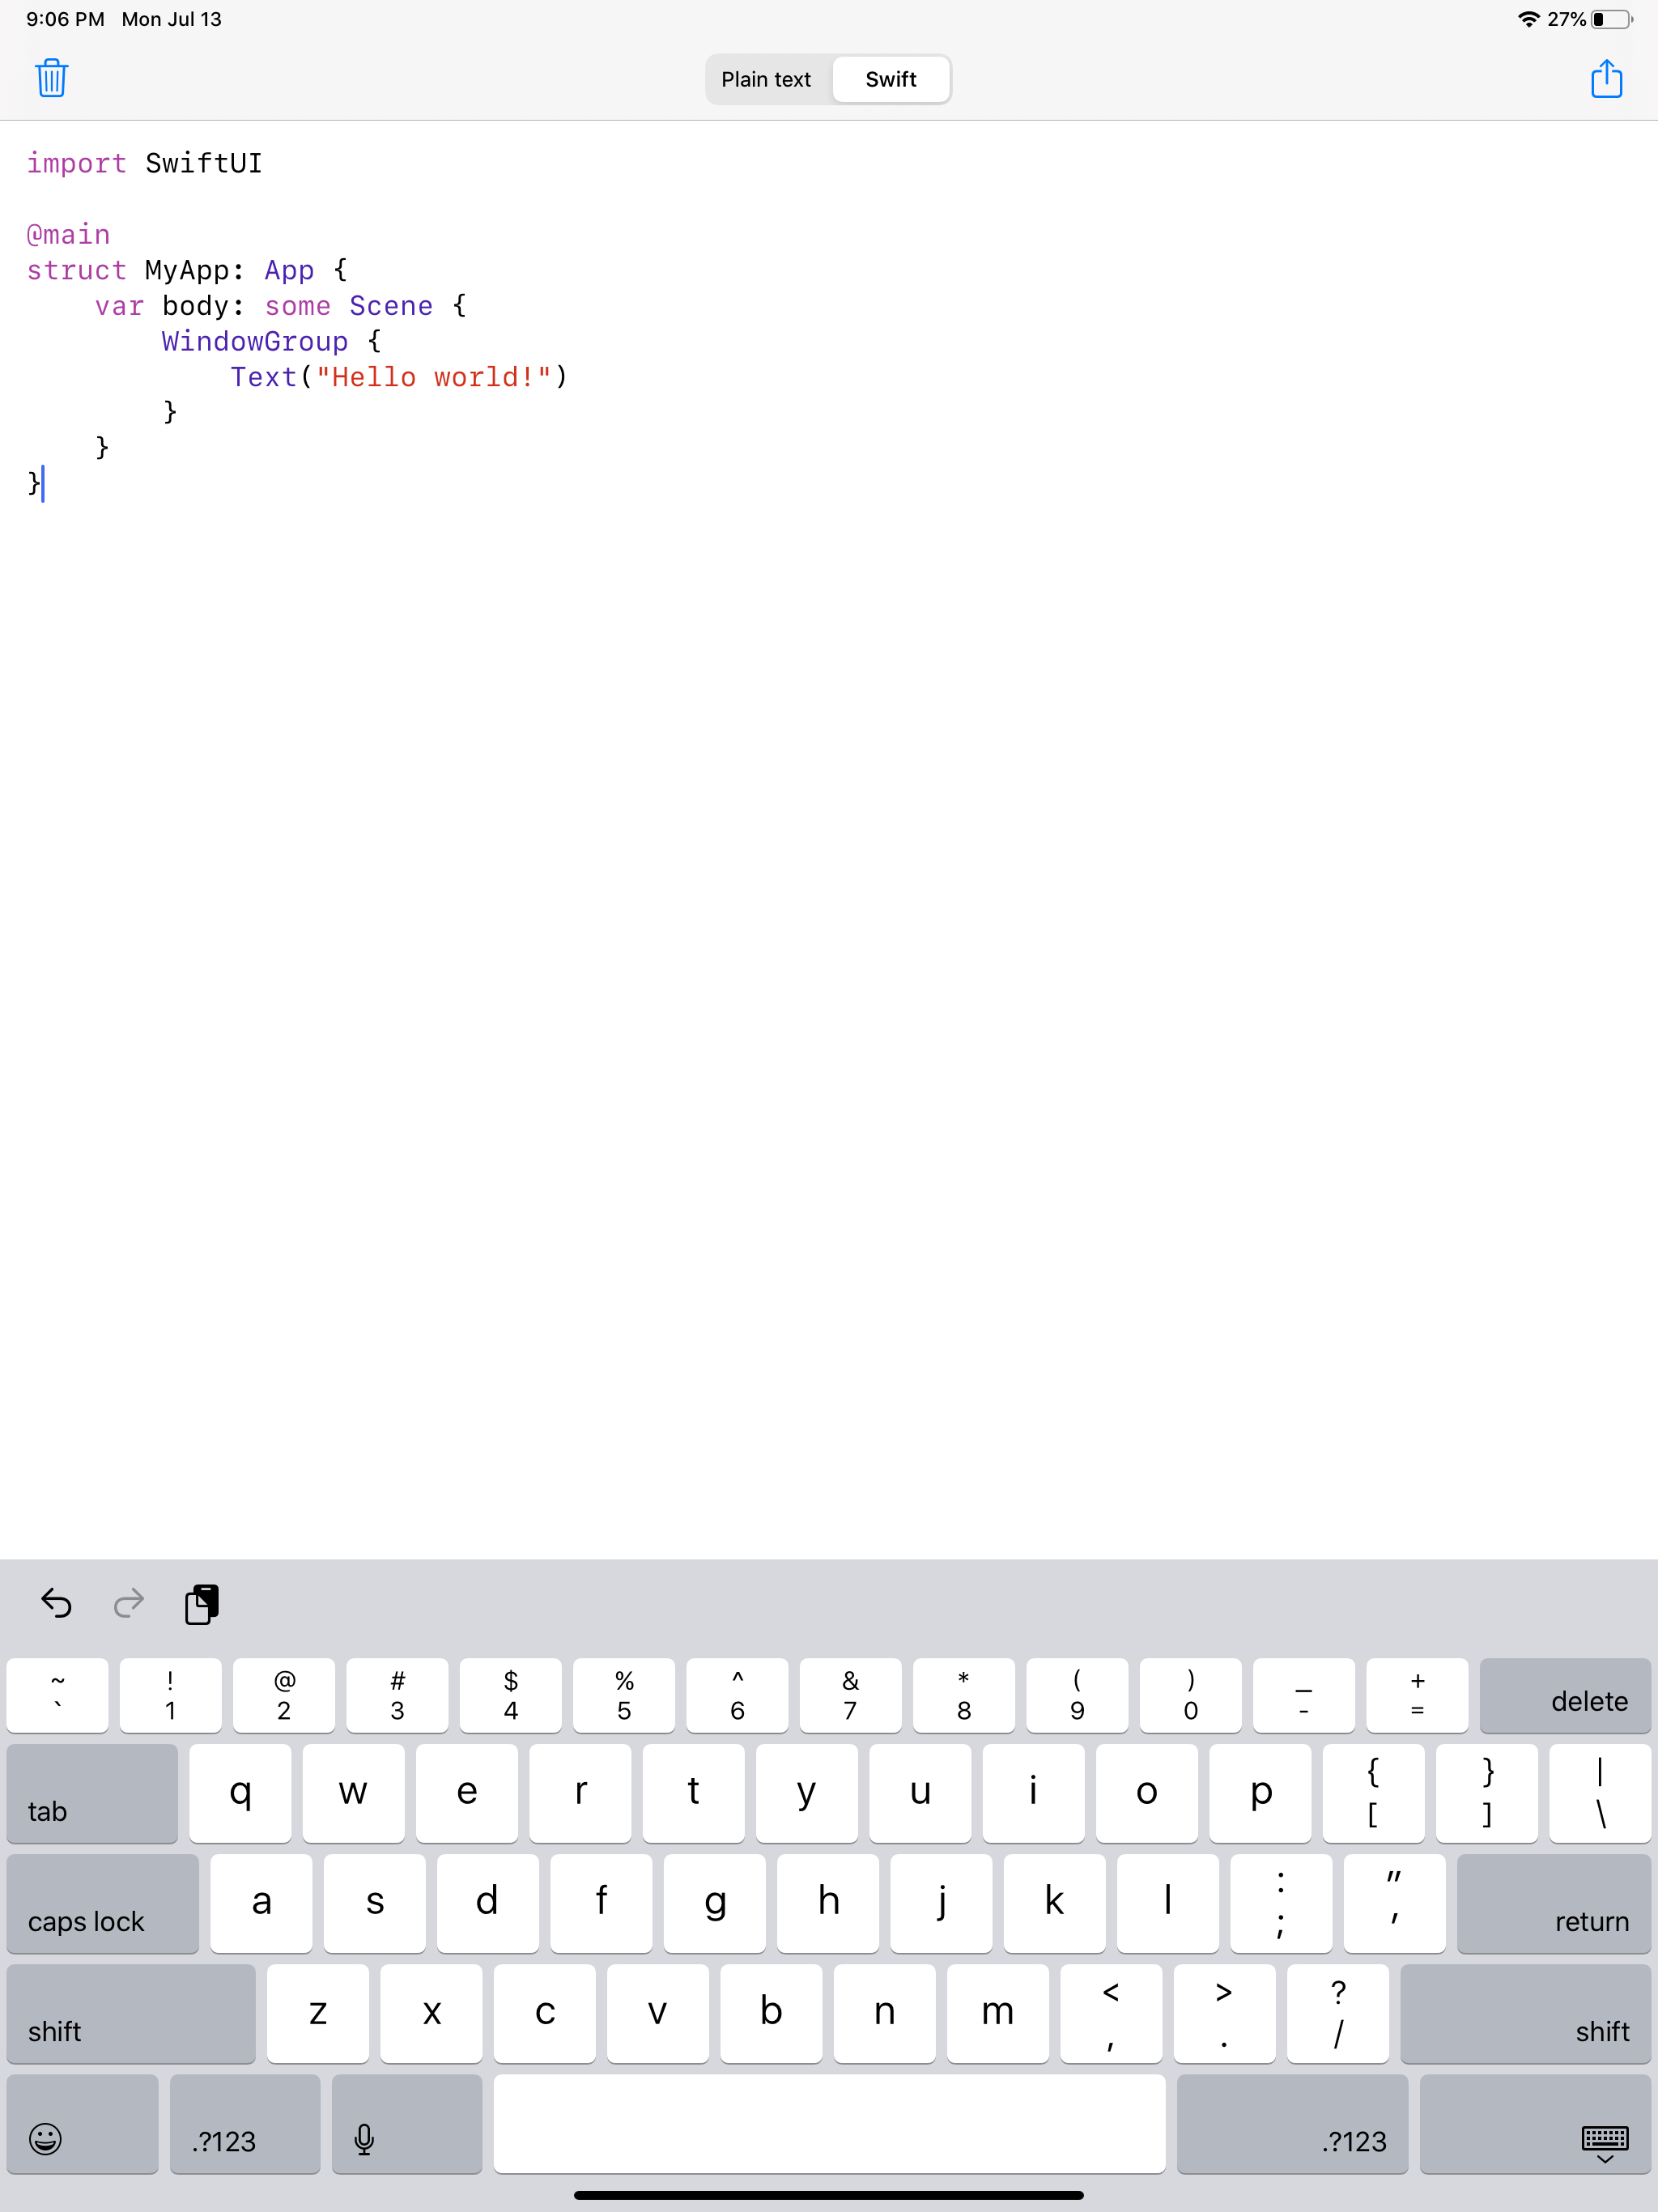 9:06 PM Mon Jul 13 27%
Plain text Swift
import SwiftUI
@main
struct MyApp: App {
    var body: some Scene {
        WindowGroup {
            Text("Hello world!")
        }
    }
}
~ ! @ # $ % ^ & * ( ) _ +
` 1 2 3 4 5 6 7 8 9 0 - = delete
tab q w e r t y u i o p { [ } ] | \
caps lock a s d f g h j k l : ; " ' return
shift z x c v b n m < , > . ? / shift
.?123 .?123